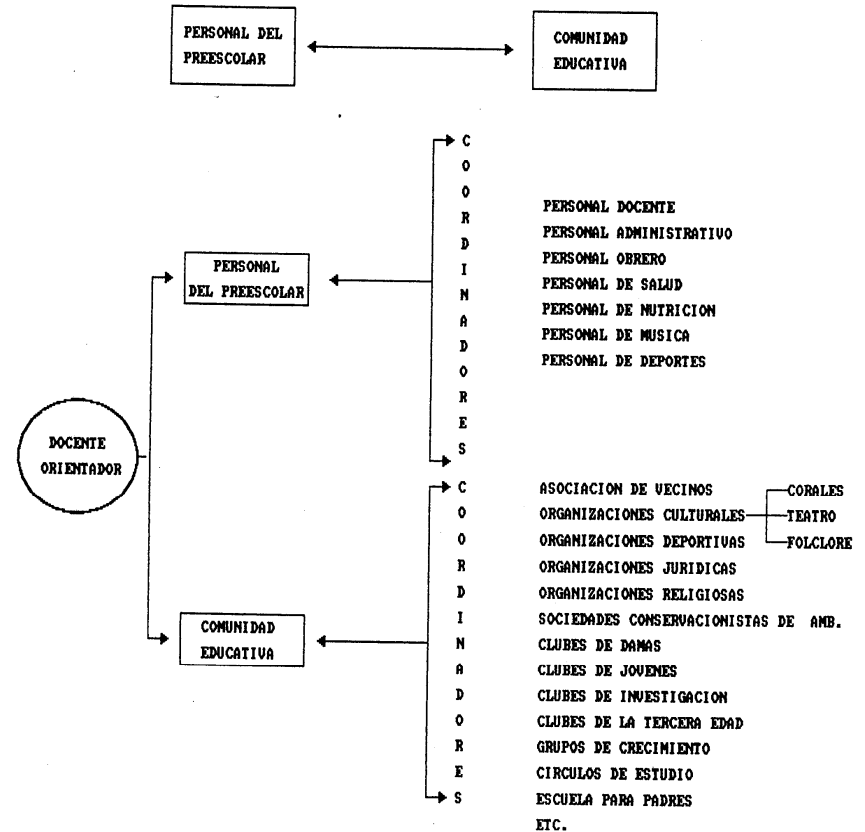 PERSONAL DEL
PREESCOLAR
COMUNIDAD
EDUCATIVA
COORDINADORES
PERSONAL DOCENTE
PERSONAL ADMINISTRATIVO
PERSONAL OBRERO
PERSONAL DE SALUD
PERSONAL DE NUTRICION
PERSONAL DE MUSICA
PERSONAL DE DEPORTES
PERSONAL
DEL PREESCOLAR
DOCENTE
ORIENTADOR
COMUNIDAD
EDUCATIVA
COORDINADORES
ASOCIACION DE VECINOS
ORGANIZACIONES CULTURALES
CORALES
TEATRO
FOLCLORE
ORGANIZACIONES DEPORTIVAS
ORGANIZACIONES JURIDICAS
ORGANIZACIONES RELIGIOSAS
SOCIEDADES CONSERVACIONISTAS DE AMB.
CLUBES DE DAMAS
CLUBES DE JOVENES
CLUBES DE INVESTIGACION
CLUBES DE LA TERCERA EDAD
GRUPOS DE CRECIMIENTO
CIRCULOS DE ESTUDIO
ESCUELA PARA PADRES
ETC.